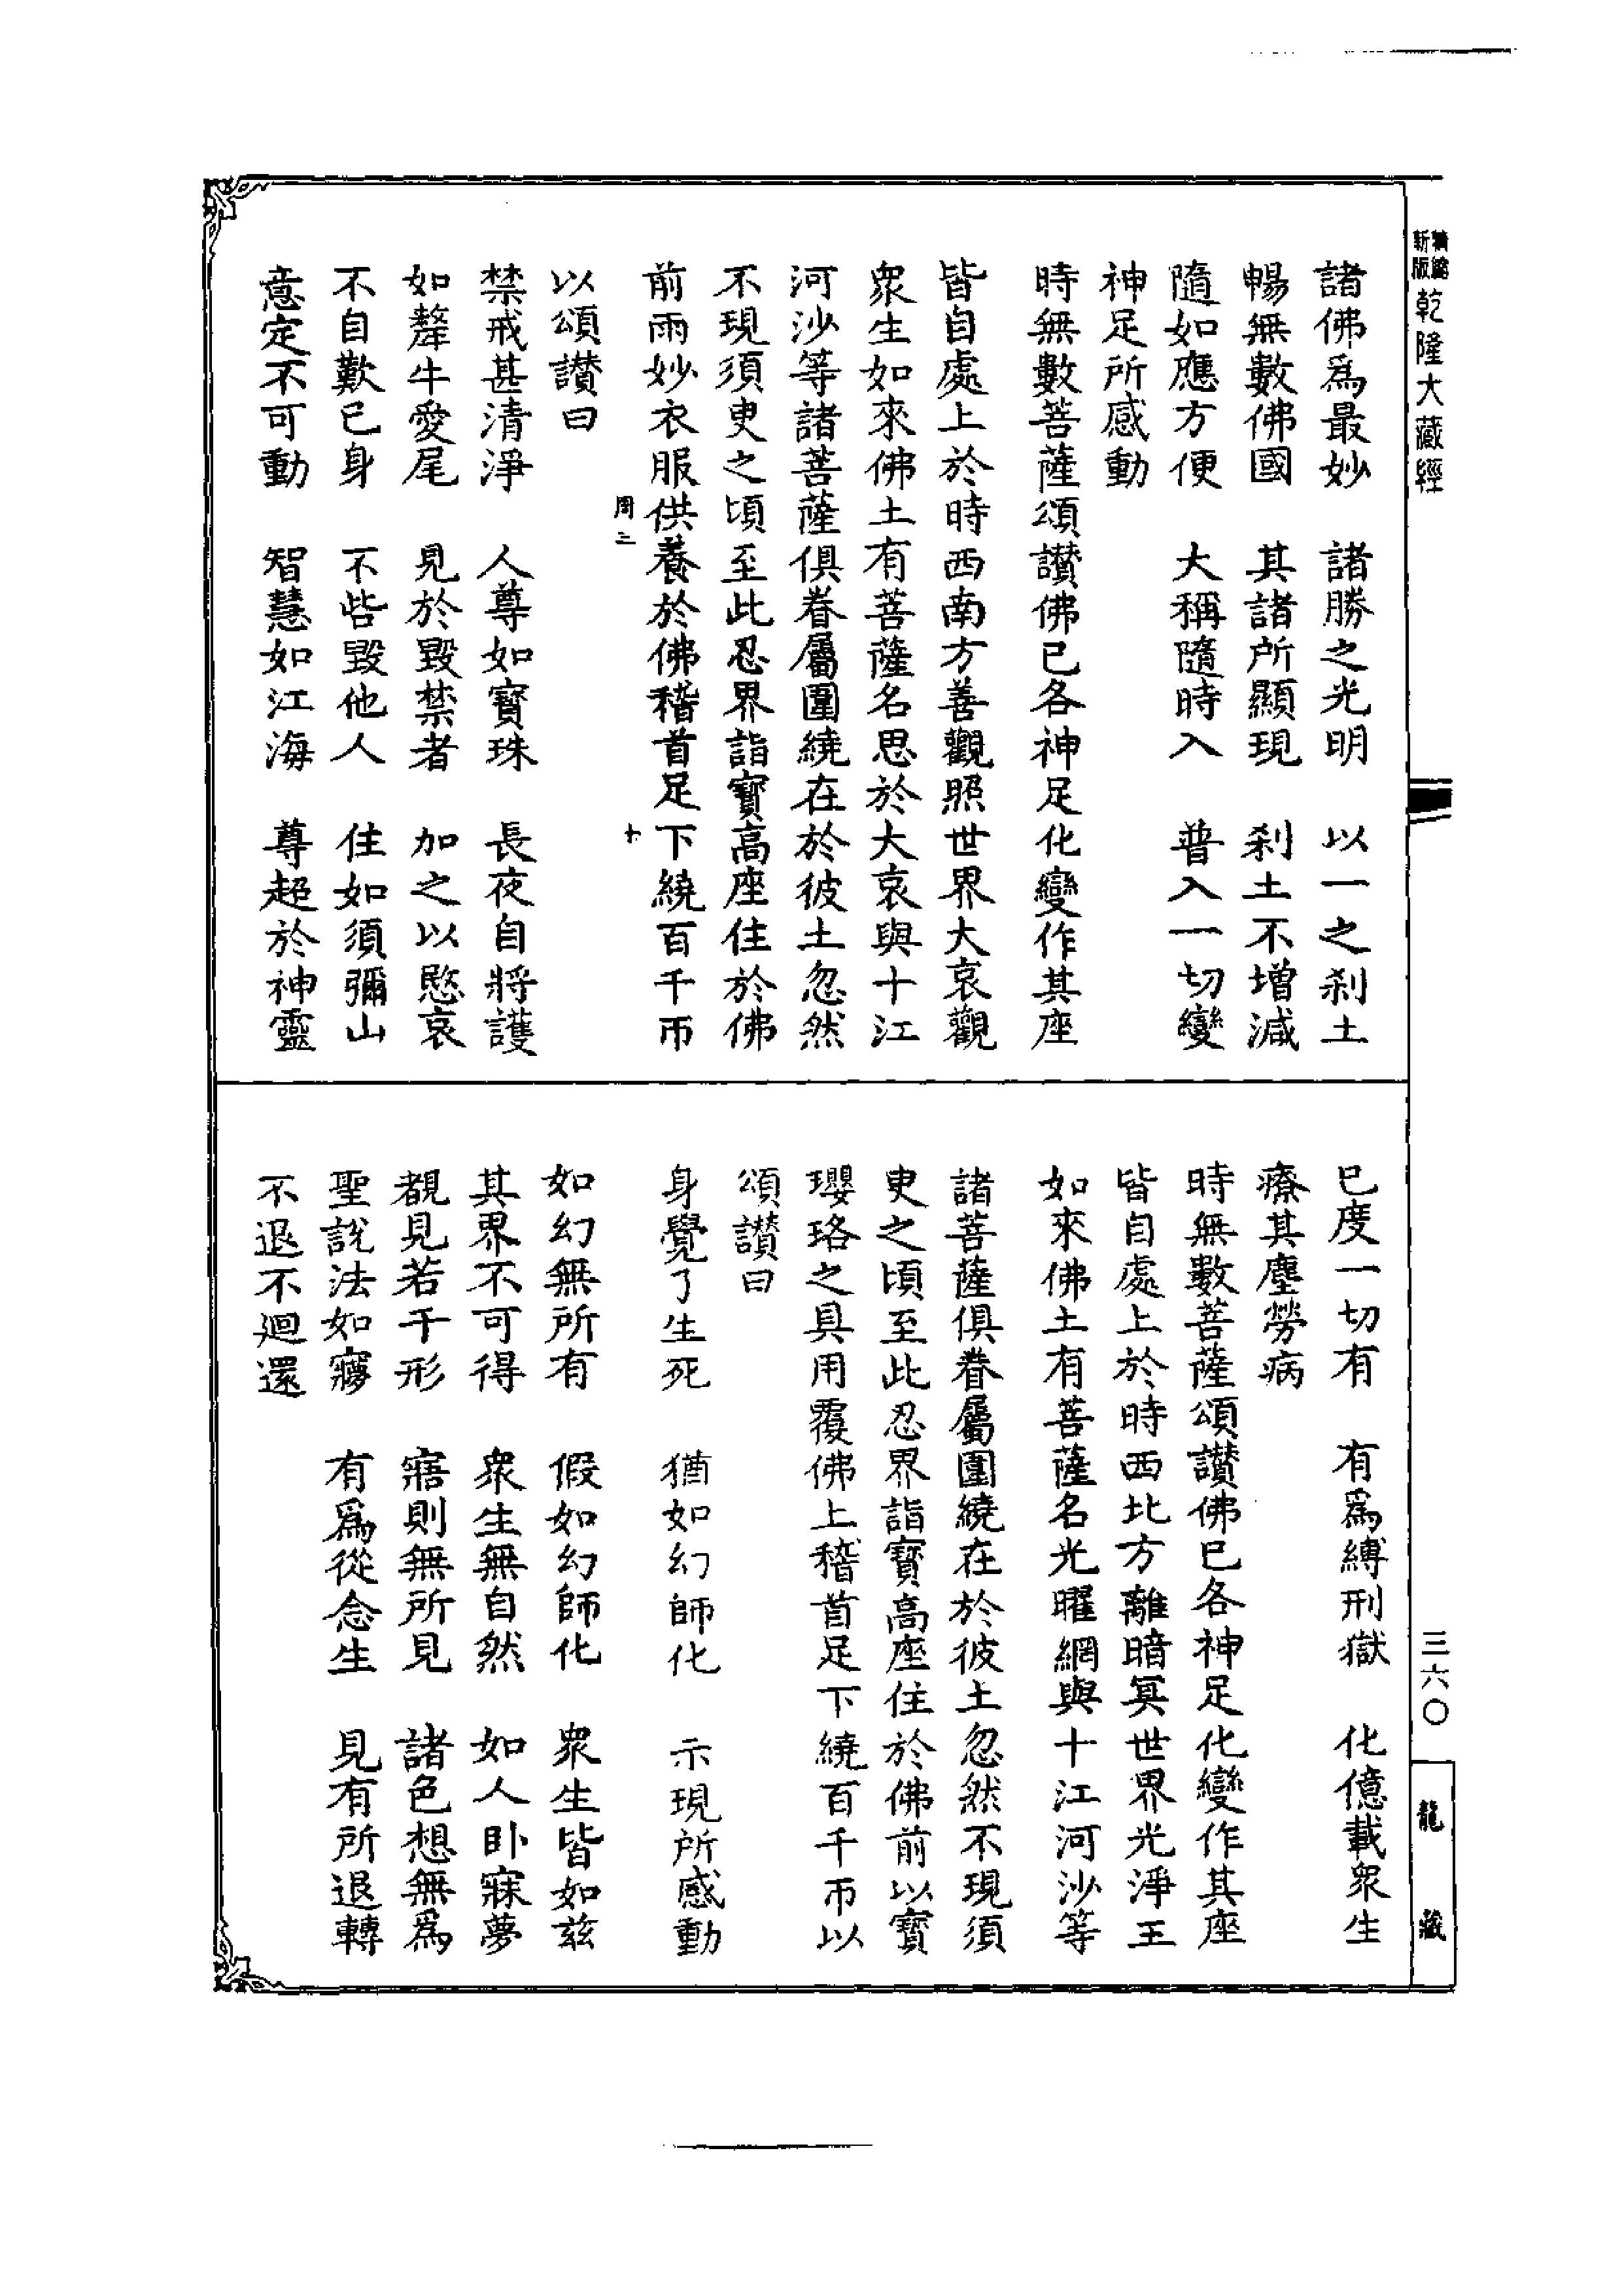 精縮
新版
乾隆大藏經
諸佛爲最妙　諸勝之光明　以一之刹土
暢無數佛國　其諸所顯現　刹土不增減
隨如應方便　大稱隨時入　普入一切變
神足所感動
時無數菩薩頌讃佛已各神足化變作其座
皆自處上於時西南方善觀照世界大哀觀
衆生如來佛土有菩薩名思於大哀與十江
河沙等諸菩薩俱眷屬圍繞在於彼土忽然
不現須臾之頃至此忍界詣寳高座住於佛
前雨妙衣服供養於佛稽首足下繞百千帀
周三
十
以頌讃曰
禁戒甚清淨　人尊如寳珠　長夜自將護
如犛牛愛尾　見於毀禁者　加之以愍哀
不自歎已身　不呰毀他人　住如須彌山
意定不可動　智慧如江海　尊超於神靈
已度一切有　有爲縛刑獄　化億載衆生
療其塵勞病
時無數菩薩頌讃佛已各神足化變作其座
皆自處上於時西北方離暗冥世界光淨王
如來佛土有菩薩名光曜網與十江河沙等
諸菩薩俱眷屬圍繞在於彼土忽然不現須
臾之頃至此忍界詣寳高座住於佛前以寳
瓔珞之具用覆佛上稽首足下繞百千帀以
頌讃曰
身覺了生死　猶如幻師化　示現所感動
如幻無所有　假如幻師化　衆生皆如茲
其界不可得　衆生無自然　如人卧寐夢
覩見若干形　寤則無所見　諸色想無爲
聖説法如寱　有爲從念生　見有所退轉
不退不迴還
三六〇
龍藏